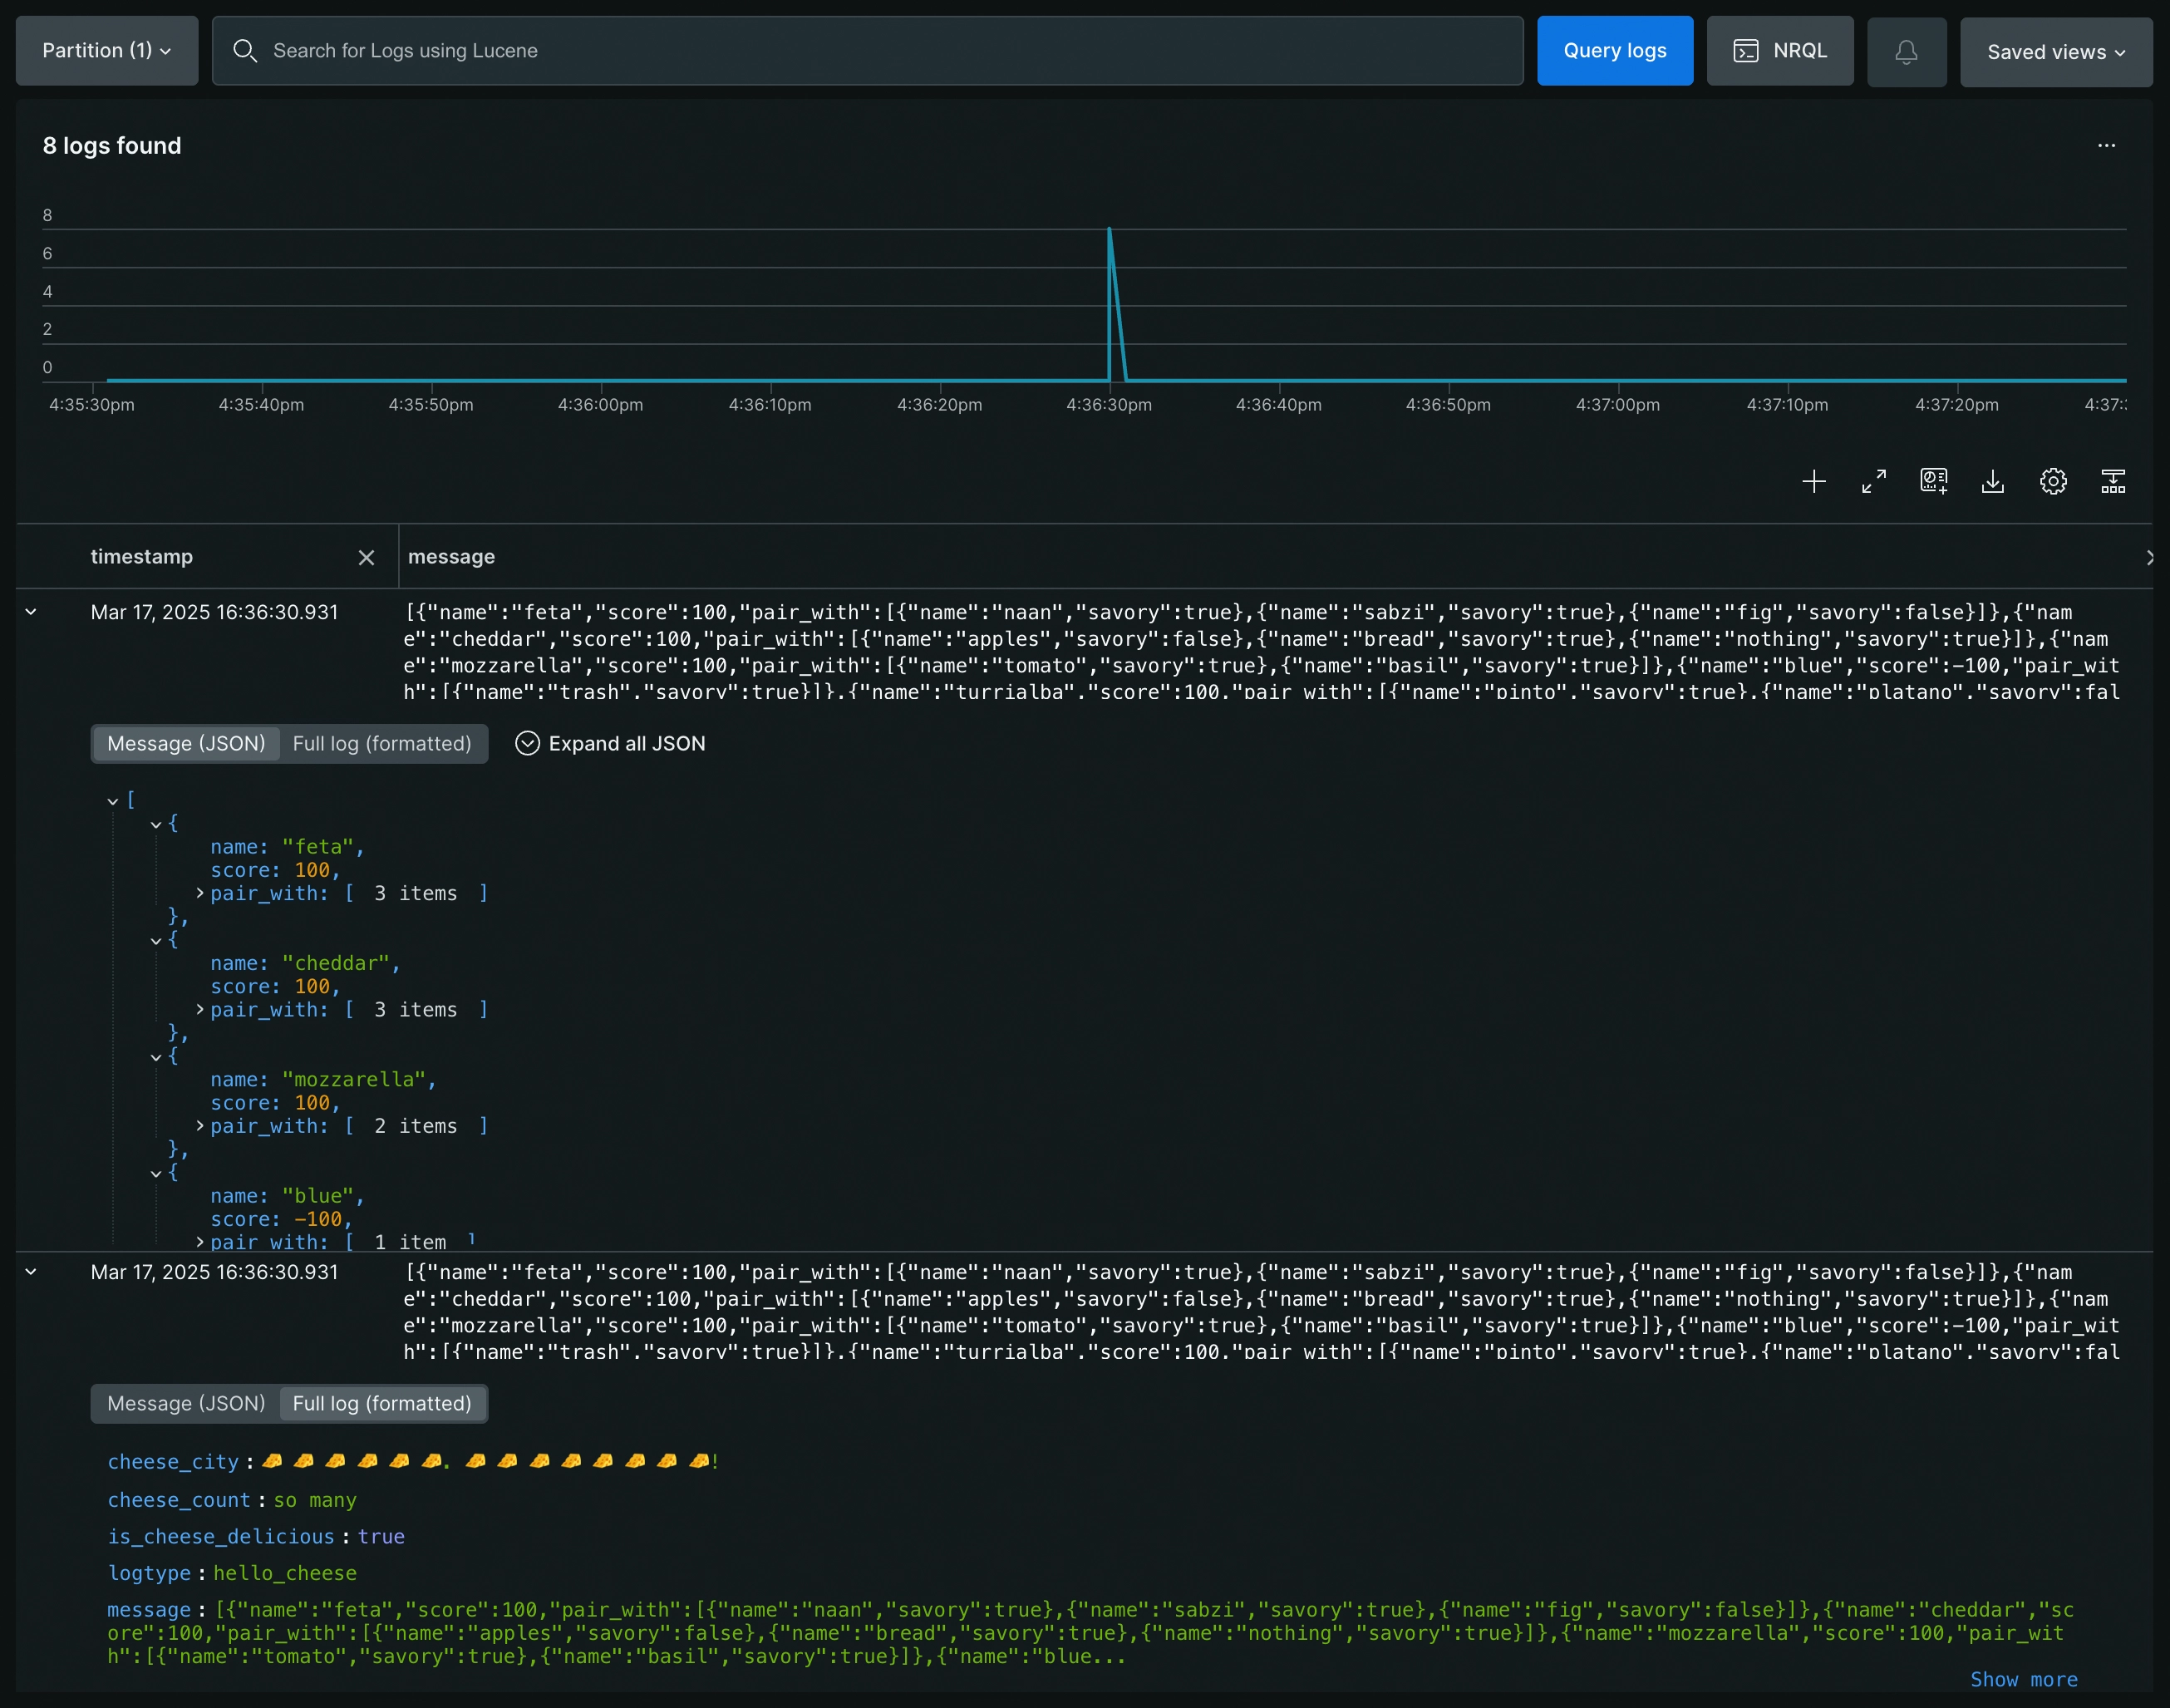 Partition (1)
Search for Logs using Lucene
Query logs
NRQL
Saved views
8 logs found
...
8
6
4
2
0
4:35:30pm 4:35:40pm 4:35:50pm 4:36:00pm 4:36:10pm 4:36:20pm 4:36:30pm 4:36:40pm 4:36:50pm 4:37:00pm 4:37:10pm 4:37:20pm 4:37:
timestamp
message
Mar 17, 2025 16:36:30.931
[{"name":"feta","score":100,"pair_with":[{"name":"naan","savory":true},{"name":"sabzi","savory":true},{"name":"fig","savory":false}]},{"nam
e":"cheddar","score":100,"pair_with":[{"name":"apples","savory":false},{"name":"bread","savory":true},{"name":"nothing","savory":true}]},{"nam
e":"mozzarella","score":100,"pair_with":[{"name":"tomato","savory":true},{"name":"basil","savory":true}]},{"name":"blue","score":-100,"pair_wit
h":[{"name":"trash","savory":true}]},{"name":"turrialba","score":100,"pair_with":[{"name":"pinto","savory":true},{"name":"platano","savory":fal
Message (JSON)
Full log (formatted)
Expand all JSON
[
{
name: "feta",
score: 100,
pair_with: [ 3 items ]
},
{
name: "cheddar",
score: 100,
pair_with: [ 3 items ]
},
{
name: "mozzarella",
score: 100,
pair_with: [ 2 items ]
},
{
name: "blue",
score: -100,
pair_with: [ 1 item ]
Mar 17, 2025 16:36:30.931
[{"name":"feta","score":100,"pair_with":[{"name":"naan","savory":true},{"name":"sabzi","savory":true},{"name":"fig","savory":false}]},{"nam
e":"cheddar","score":100,"pair_with":[{"name":"apples","savory":false},{"name":"bread","savory":true},{"name":"nothing","savory":true}]},{"nam
e":"mozzarella","score":100,"pair_with":[{"name":"tomato","savory":true},{"name":"basil","savory":true}]},{"name":"blue","score":-100,"pair_wit
h":[{"name":"trash","savory":true}]},{"name":"turrialba","score":100,"pair_with":[{"name":"pinto","savory":true},{"name":"platano","savory":fal
Message (JSON)
Full log (formatted)
cheese_city : 🧀 🧀 🧀 🧀 🧀 🧀. 🧀 🧀 🧀 🧀 🧀 🧀 🧀 🧀!
cheese_count : so many
is_cheese_delicious : true
logtype : hello_cheese
message : [{"name":"feta","score":100,"pair_with":[{"name":"naan","savory":true},{"name":"sabzi","savory":true},{"name":"fig","savory":false}]},{"name":"cheddar","sc
ore":100,"pair_with":[{"name":"apples","savory":false},{"name":"bread","savory":true},{"name":"nothing","savory":true}]},{"name":"mozzarella","score":100,"pair_wit
h":[{"name":"tomato","savory":true},{"name":"basil","savory":true}]},{"name":"blue...
Show more